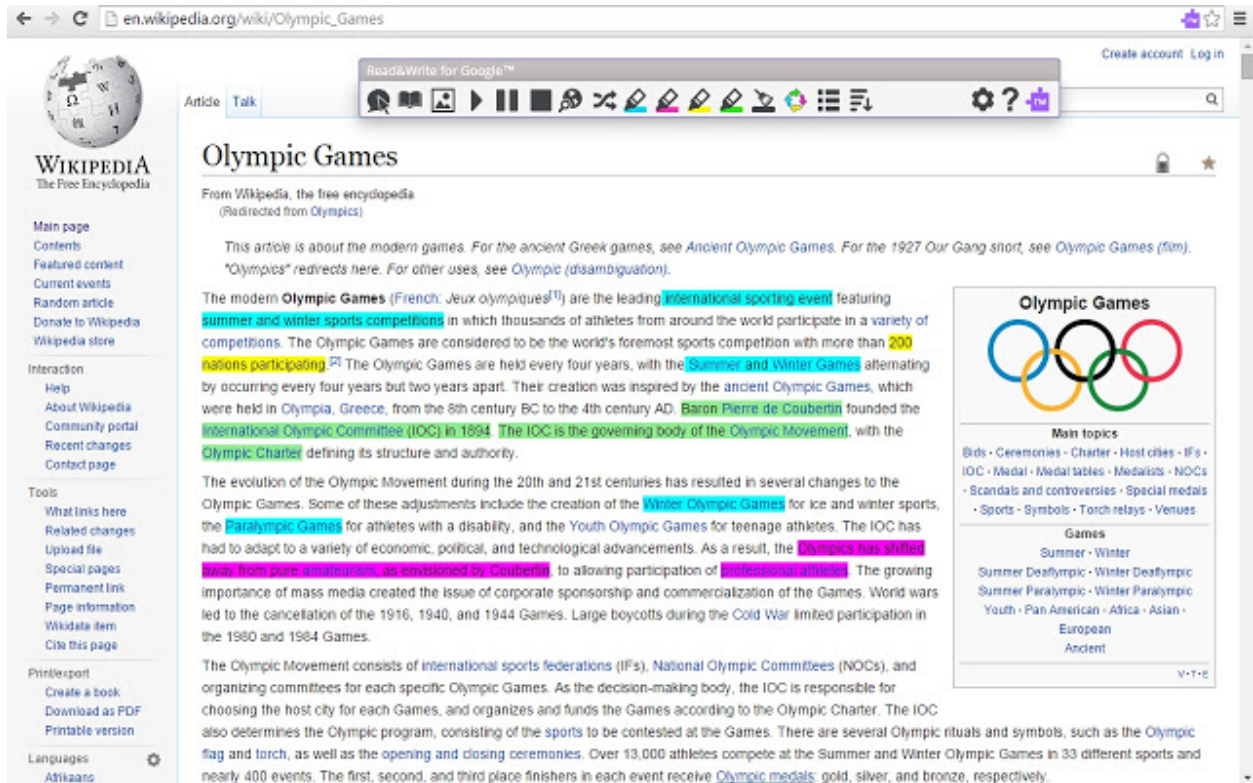 en.wikipedia.org/wiki/Olympic_Games
Create account Log in
Read&Write for Google™
Article Talk
WIKIPEDIA
The Free Encyclopedia
Main page
Contents
Featured content
Current events
Random article
Donate to Wikipedia
Wikipedia store
Interaction
Help
About Wikipedia
Community portal
Recent changes
Contact page
Tools
What links here
Related changes
Upload file
Special pages
Permanent link
Page information
Wikidata item
Cite this page
Print/export
Create a book
Download as PDF
Printable version
Languages
Afrikaans
Olympic Games
From Wikipedia, the free encyclopedia
(Redirected from Olympics)
This article is about the modern games. For the ancient Greek games, see Ancient Olympic Games. For the 1927 Our Gang short, see Olympic Games (film).
"Olympics" redirects here. For other uses, see Olympic (disambiguation).
The modern Olympic Games (French: Jeux olympiques[1]) are the leading international sporting event featuring
summer and winter sports competitions in which thousands of athletes from around the world participate in a variety of
competitions. The Olympic Games are considered to be the world's foremost sports competition with more than 200
nations participating.[2] The Olympic Games are held every four years, with the Summer and Winter Games alternating
by occurring every four years but two years apart. Their creation was inspired by the ancient Olympic Games, which
were held in Olympia, Greece, from the 8th century BC to the 4th century AD. Baron Pierre de Coubertin founded the
International Olympic Committee (IOC) in 1894. The IOC is the governing body of the Olympic Movement, with the
Olympic Charter defining its structure and authority.
The evolution of the Olympic Movement during the 20th and 21st centuries has resulted in several changes to the
Olympic Games. Some of these adjustments include the creation of the Winter Olympic Games for ice and winter sports,
the Paralympic Games for athletes with a disability, and the Youth Olympic Games for teenage athletes. The IOC has
had to adapt to a variety of economic, political, and technological advancements. As a result, the Olympics has shifted
away from pure amateurism, as envisioned by Coubertin, to allowing participation of professional athletes. The growing
importance of mass media created the issue of corporate sponsorship and commercialization of the Games. World wars
led to the cancellation of the 1916, 1940, and 1944 Games. Large boycotts during the Cold War limited participation in
the 1980 and 1984 Games.
The Olympic Movement consists of international sports federations (IFs), National Olympic Committees (NOCs), and
organizing committees for each specific Olympic Games. As the decision-making body, the IOC is responsible for
choosing the host city for each Games, and organizes and funds the Games according to the Olympic Charter. The IOC
also determines the Olympic program, consisting of the sports to be contested at the Games. There are several Olympic rituals and symbols, such as the Olympic
flag and torch, as well as the opening and closing ceremonies. Over 13,000 athletes compete at the Summer and Winter Olympic Games in 33 different sports and
nearly 400 events. The first, second, and third place finishers in each event receive Olympic medals: gold, silver, and bronze, respectively.
Olympic Games
Main topics
Bids · Ceremonies · Charter · Host cities · IFs ·
IOC · Medal · Medal tables · Medalists · NOCs
· Scandals and controversies · Special medals
· Sports · Symbols · Torch relays · Venues
Games
Summer · Winter
Summer Deaflympic · Winter Deaflympic
Summer Paralympic · Winter Paralympic
Youth · Pan American · Africa · Asian ·
European
Ancient
V·T·E